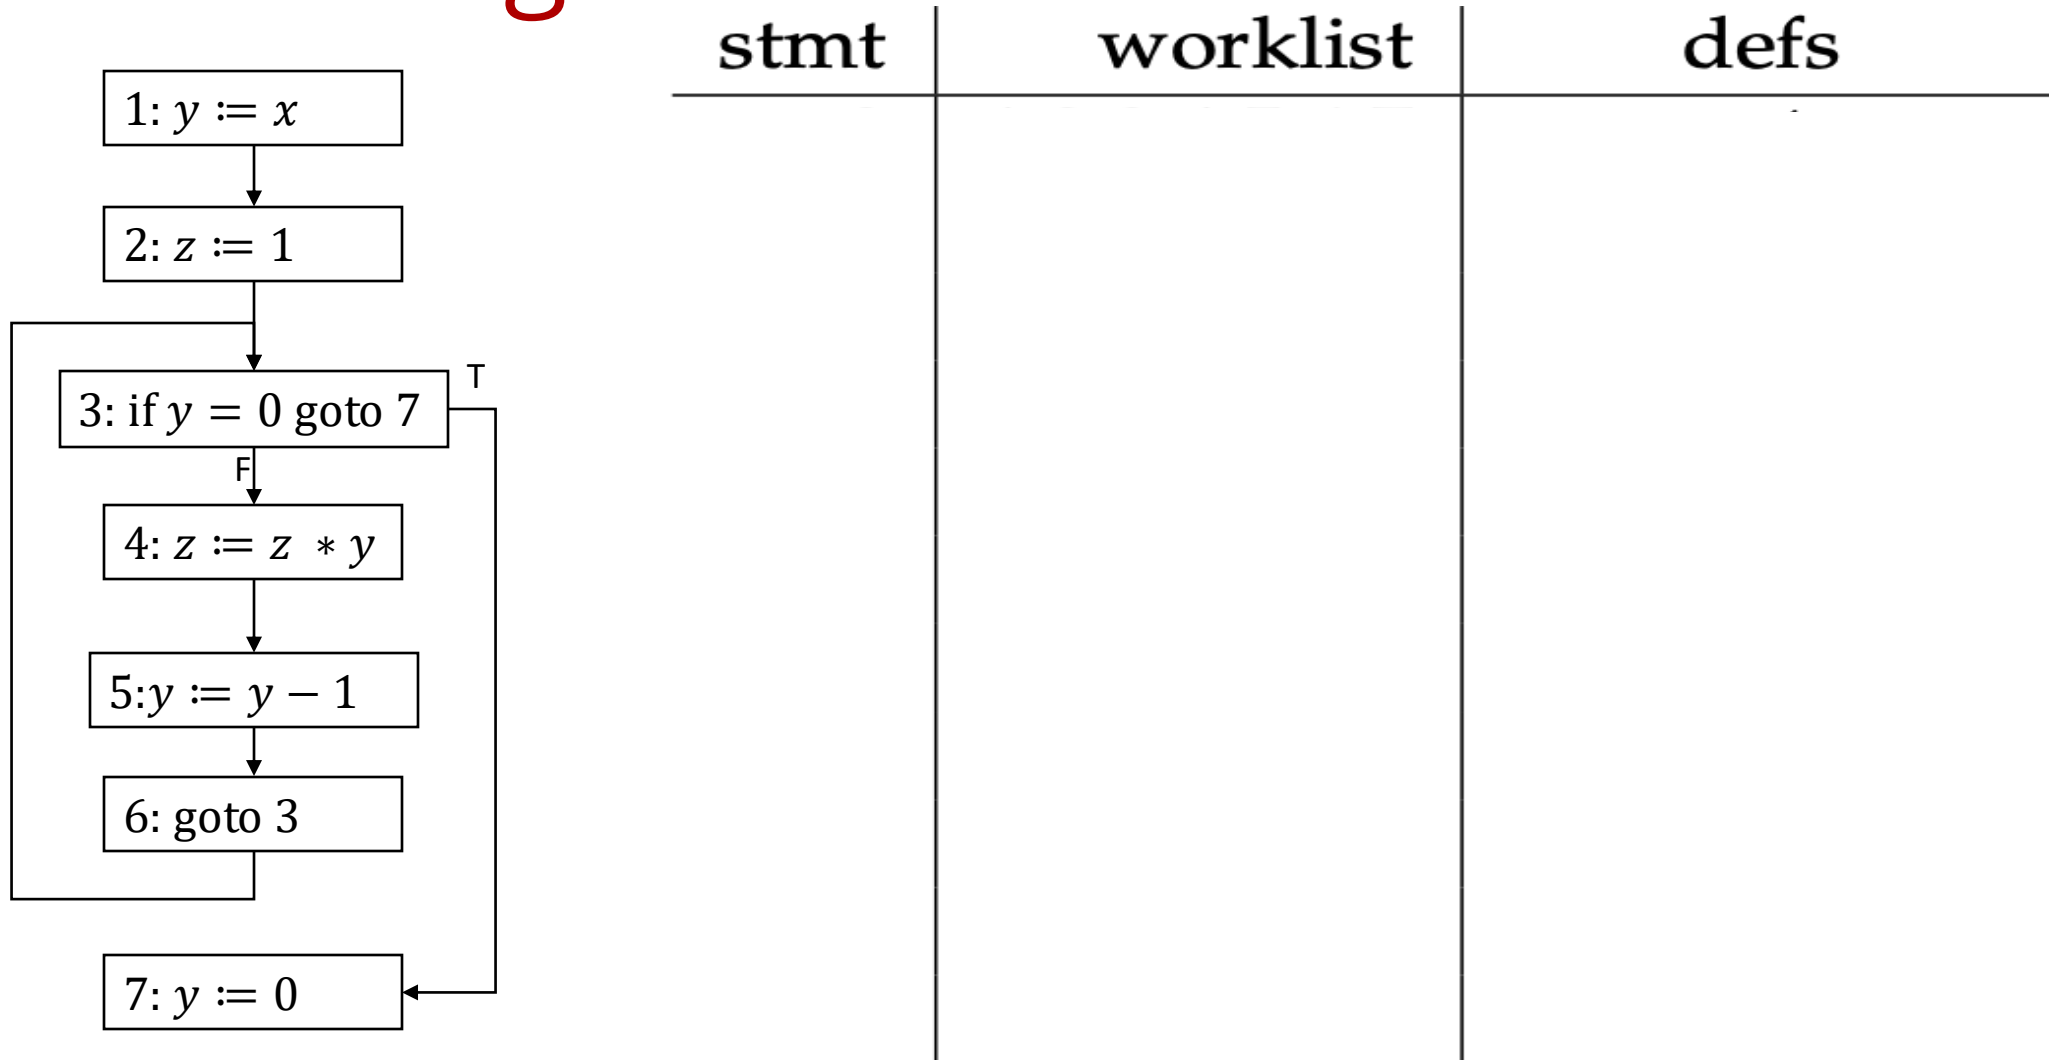 stmt worklist defs
1: y := x
2: z := 1
T
3: if y = 0 goto 7
F
4: z := z * y
5:y := y − 1
6: goto 3
7: y := 0